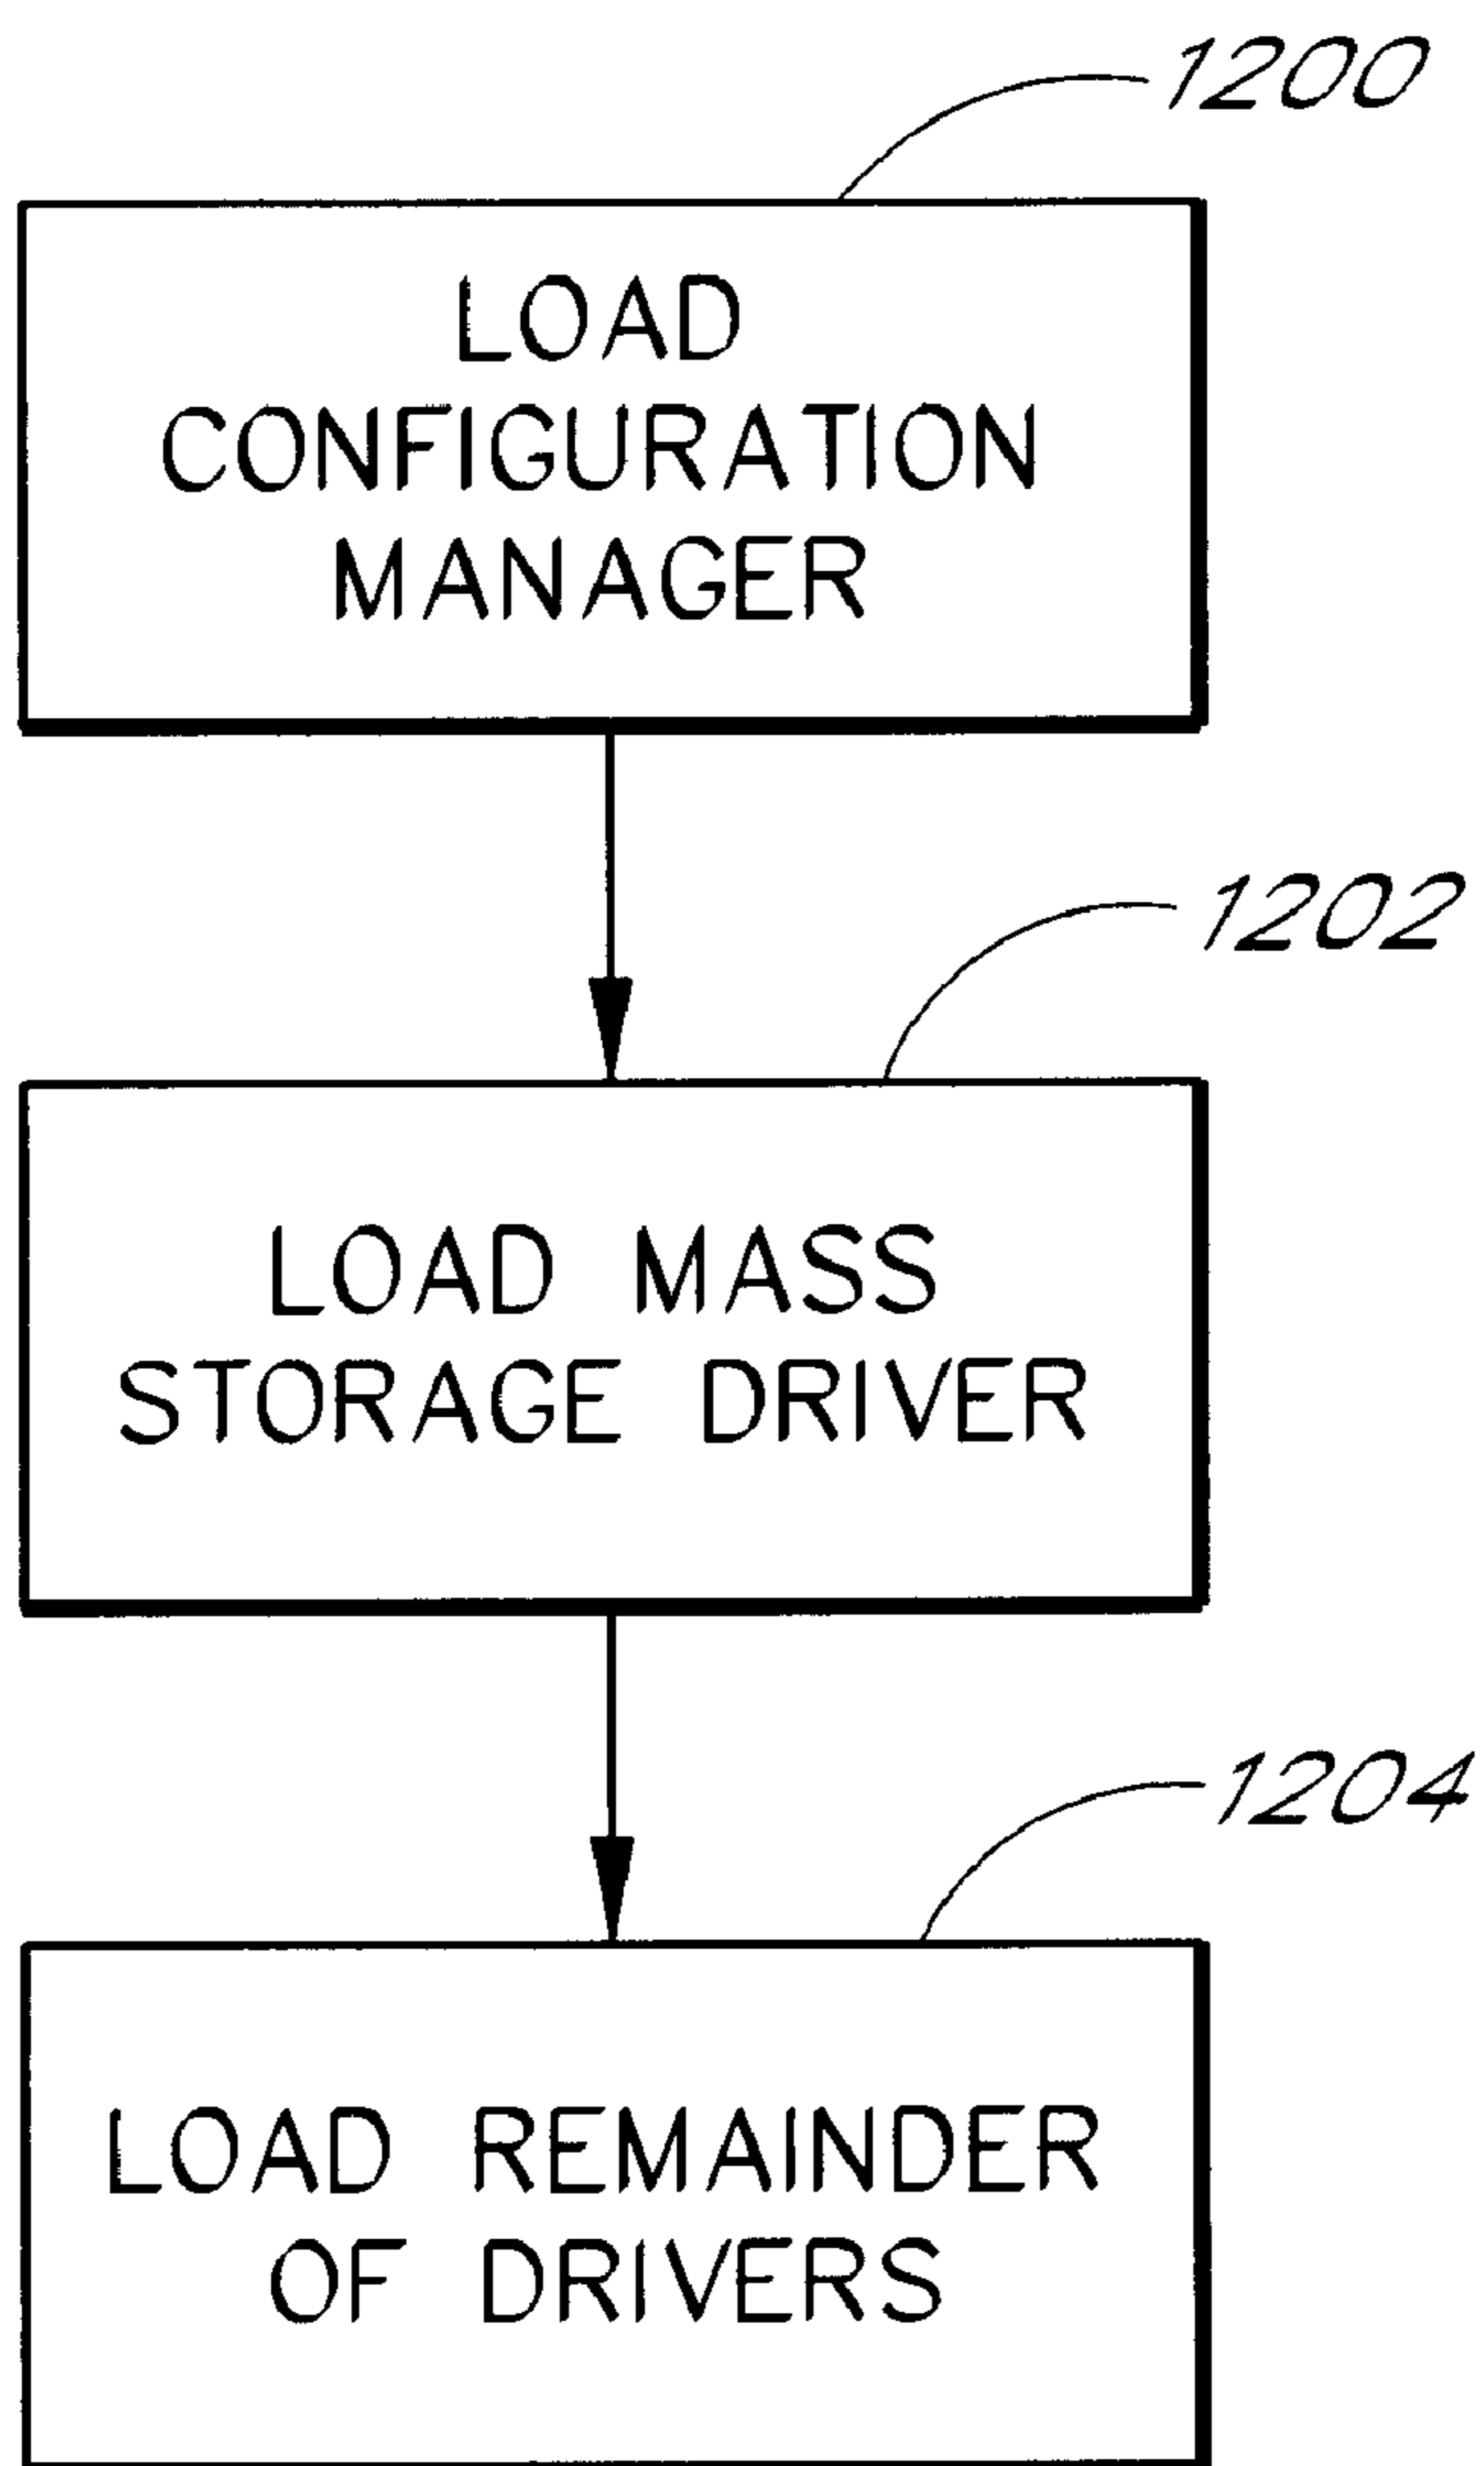 1200
LOAD
CONFIGURATION
MANAGER
1202
LOAD MASS
STORAGE DRIVER
1204
LOAD REMAINDER
OF DRIVERS